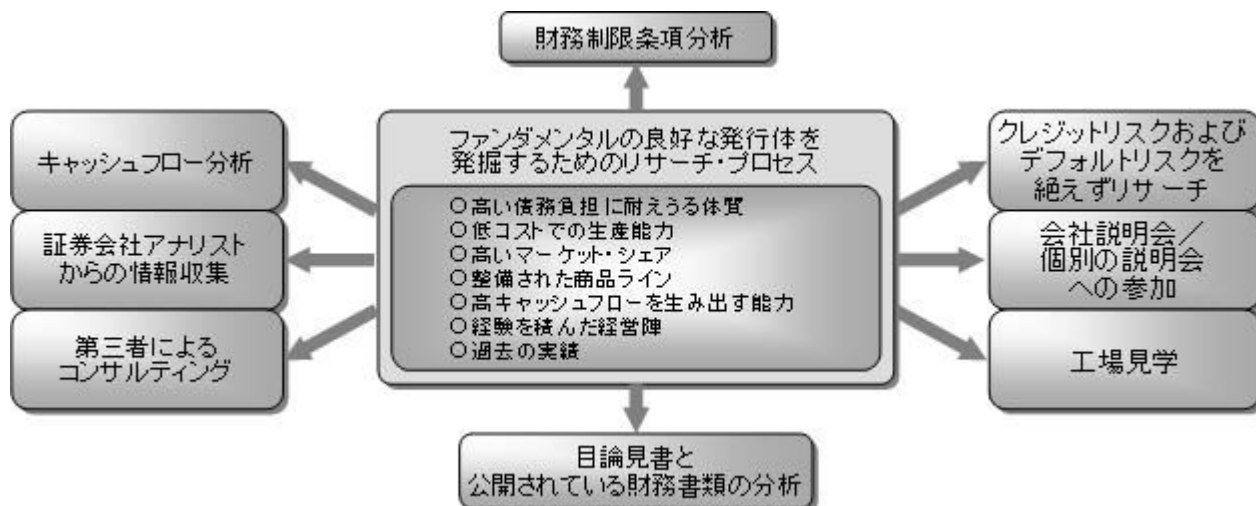 財務制限条項分析
キャッシュフロー分析
証券会社アナリスト
からの情報収集
第三者による
コンサルティング
ファンダメンタルの良好な発行体を
発掘するためのリサーチ・プロセス
○高い債務負担に耐えうる体質
○低コストでの生産能力
○高いマーケット・シェア
○整備された商品ライン
○高キャッシュフローを生み出す能力
○経験を積んだ経営陣
○過去の実績
クレジットリスクおよび
デフォルトリスクを
絶えずリサーチ
会社説明会／
個別の説明会
への参加
工場見学
目論見書と
公開されている財務書類の分析